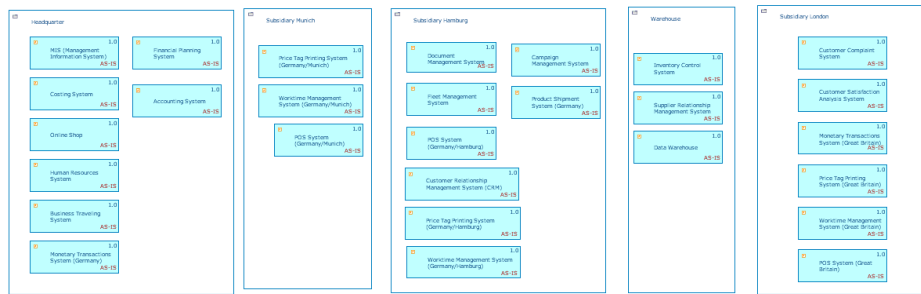 Headquarter
1.0
MIS (Management
Information System)
AS-IS
1.0
Financial Planning
System
AS-IS
1.0
Costing System
AS-IS
1.0
Accounting System
AS-IS
1.0
Online Shop
AS-IS
1.0
Human Resources
System
AS-IS
1.0
Business Traveling
System
AS-IS
1.0
Monetary Transactions
System (Germany)
AS-IS
Subsidiary Munich
1.0
Price Tag Printing System
(Germany/Munich)
AS-IS
1.0
Worktime Management
System (Germany/Munich)
AS-IS
1.0
POS System
(Germany/Munich)
AS-IS
Subsidiary Hamburg
1.0
Document
Management System
AS-IS
1.0
Campaign
Management System
AS-IS
1.0
Fleet Management
System
AS-IS
1.0
Product Shipment
System (Germany)
AS-IS
1.0
POS System
(Germany/Hamburg)
AS-IS
1.0
Customer Relationship
Management System (CRM)
AS-IS
1.0
Price Tag Printing System
(Germany/Hamburg)
AS-IS
1.0
Worktime Management System
(Germany/Hamburg)
AS-IS
Warehouse
1.0
Inventory Control
System
AS-IS
1.0
Supplier Relationship
Management System
AS-IS
1.0
Data Warehouse
AS-IS
Subsidiary London
1.0
Customer Complaint
System
AS-IS
1.0
Customer Satisfaction
Analysis System
AS-IS
1.0
Monetary Transactions
System (Great Britain)
AS-IS
1.0
Price Tag Printing
System (Great Britain)
AS-IS
1.0
Worktime Management
System (Great Britain)
AS-IS
1.0
POS System (Great
Britain)
AS-IS